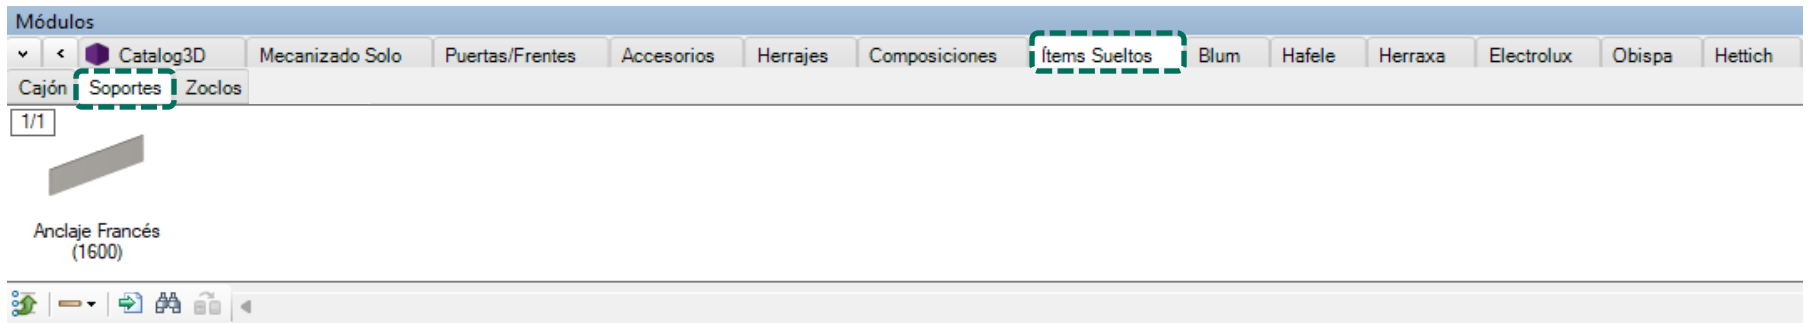 Módulos
Catalog3D Mecanizado Solo Puertas/Frentes Accesorios Herrajes Composiciones Ítems Sueltos Blum Hafele Herraxa Electrolux Obispa Hettich
Cajón Soportes Zoclos
1/1
Anclaje Francés
(1600)